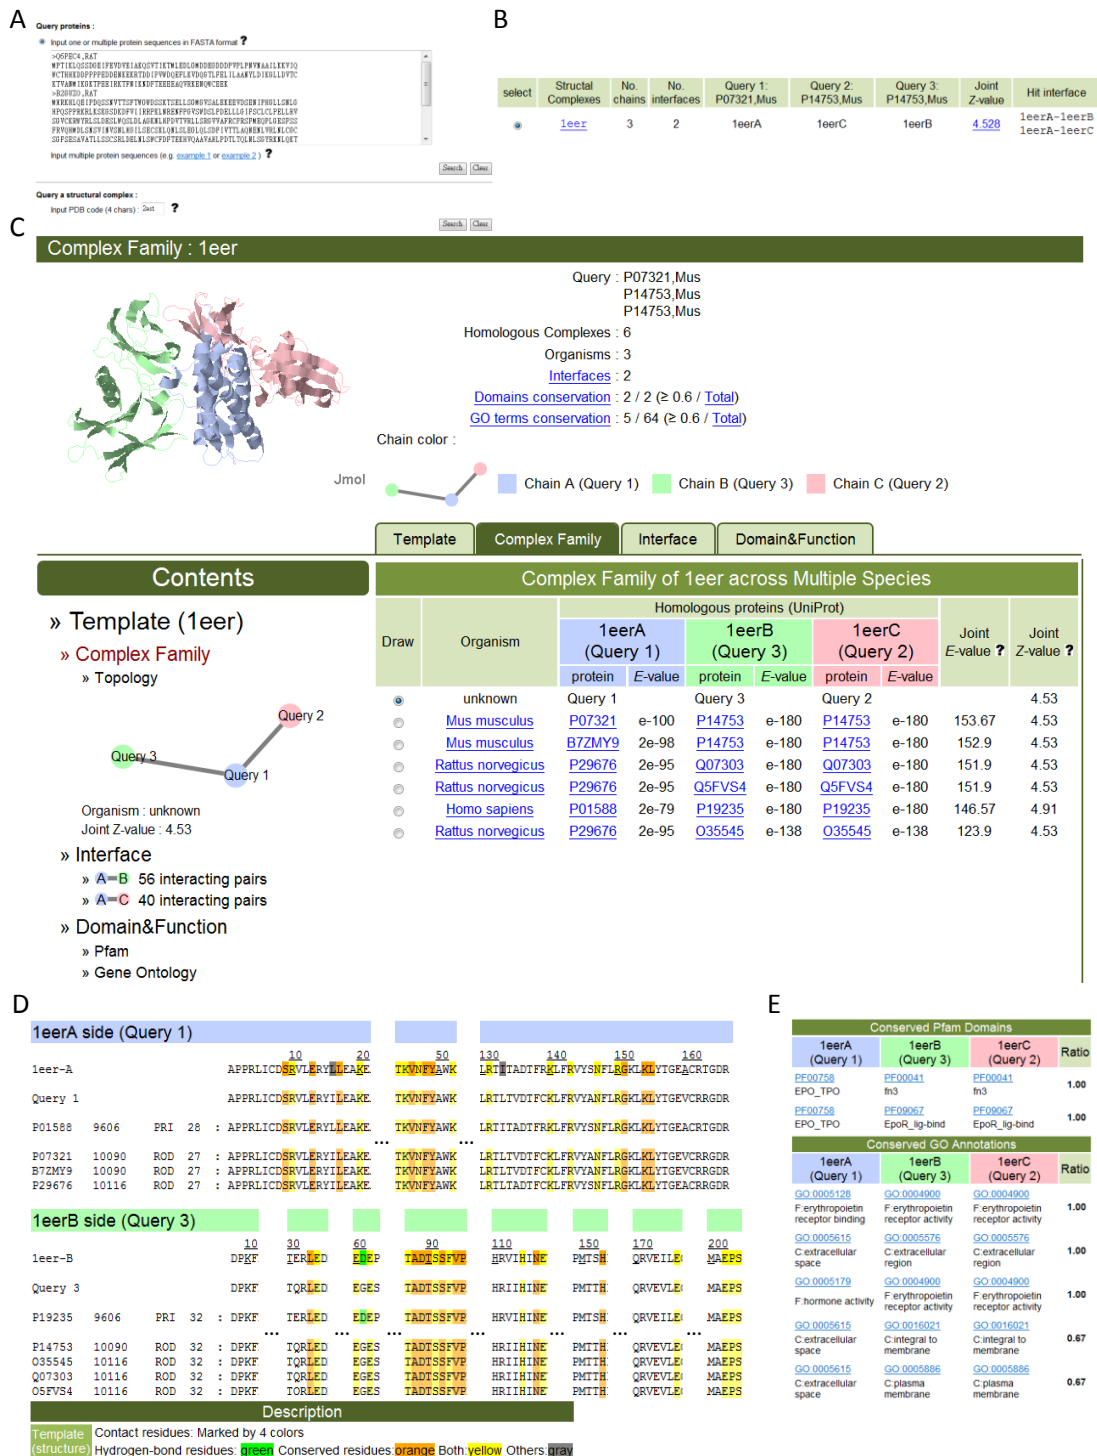 A
Query proteins :
Input one or multiple protein sequences in FASTA format ?
>Q5PEC4,RAT
>B2GUZ0,RAT
Input multiple protein sequences (e.g. example 1 or example 2 ) ?
Search Clear
Query a structural complex :
Input PDB code (4 chars) : 2ast ?
Search Clear
B
select Structal Complexes No. chains No. interfaces Query 1: P07321,Mus Query 2: P14753,Mus Query 3: P14753,Mus Joint Z-value Hit interface
1eer 3 2 1eerA 1eerC 1eerB 4.528 1eerA-1eerB
1eerA-1eerC
C
Complex Family : 1eer
Query : P07321,Mus
P14753,Mus
P14753,Mus
Homologous Complexes : 6
Organisms : 3
Interfaces : 2
Domains conservation : 2 / 2 (≥ 0.6 / Total)
GO terms conservation : 5 / 64 (≥ 0.6 / Total)
Chain color :
Jmol
Chain A (Query 1) Chain B (Query 3) Chain C (Query 2)
Template Complex Family Interface Domain&Function
Contents
» Template (1eer)
» Complex Family
» Topology
Query 2
Query 3
Query 1
Organism : unknown
Joint Z-value : 4.53
» Interface
» A B 56 interacting pairs
» A C 40 interacting pairs
» Domain&Function
» Pfam
» Gene Ontology
Complex Family of 1eer across Multiple Species
Draw Organism Homologous proteins (UniProt) Joint E-value ? Joint Z-value ?
1eerA (Query 1) 1eerB (Query 3) 1eerC (Query 2)
protein E-value protein E-value protein E-value
unknown Query 1 Query 3 Query 2 4.53
Mus musculus P07321 e-100 P14753 e-180 P14753 e-180 153.67 4.53
Mus musculus B7ZMY9 2e-98 P14753 e-180 P14753 e-180 152.9 4.53
Rattus norvegicus P29676 2e-95 Q07303 e-180 Q07303 e-180 151.9 4.53
Rattus norvegicus P29676 2e-95 Q5FVS4 e-180 Q5FVS4 e-180 151.9 4.53
Homo sapiens P01588 2e-79 P19235 e-180 P19235 e-180 146.57 4.91
Rattus norvegicus P29676 2e-95 O35545 e-138 O35545 e-138 123.9 4.53
D
1eerA side (Query 1)
10 20 50 130 140 150 160
1eer-A APPRLICDSRVLERYLLEAKE TKVNFYAWK LRTITADTFRKLFRVYSNFLRGKLKLYTGEACRTGDR
Query 1 APPRLICDSRVLERYILEAKE TKVNFYAWK LRTLTVDTFCKLFRVYANFLRGKLKLYTGEVCRRGDR
P01588 9606 PRI 28 : APPRLICDSRVLERYLLEAKE TKVNFYAWK LRTITADTFRKLFRVYSNFLRGKLKLYTGEACRTGDR
... ...
P07321 10090 ROD 27 : APPRLICDSRVLERYILEAKE TKVNFYAWK LRTLTVDTFCKLFRVYANFLRGKLKLYTGEVCRRGDR
B7ZMY9 10090 ROD 27 : APPRLICDSRVLERYILEAKE TKVNFYAWK LRTLTVDTFCKLFRVYANFLRGKLKLYTGEVCRRGDR
P29676 10116 ROD 27 : APPRLICDSRVLERYILEAKE TKVNFYAWK LRTLTVDTFCKLFRVYSNFLRGKLKLYTGEACRRGDR
1eerB side (Query 3)
10 30 60 90 110 150 170 200
1eer-B DPKF TERLED EDEP TADTSSFVP HRVIHINE PMTSH QRVEILE MAEPS
Query 3 DPKF TQRLED EGES TADTSSFVP HRIIHINE PMTTH QRVEVLE MAEPS
P19235 9606 PRI 32 : DPKF TERLED EDEP TADTSSFVP HRVIHINE PMTSH QRVEILE MAEPS
... ... ... ... ... ... ...
P14753 10090 ROD 32 : DPKF TQRLED EGES TADTSSFVP HRIIHINE PMTTH QRVEVLE MAEPS
O35545 10116 ROD 32 : DPKF TQRLED EGES TADTSSFVP HRIIHINE PMTTH QRVEVLE MAEPS
Q07303 10116 ROD 32 : DPKF TQRLED EGES TADTSSFVP HRIIHINE PMTTH QRVEVLE MAEPS
Q5FVS4 10116 ROD 32 : DPKF TQRLED EGES TADTSSFVP HRIIHINE PMTTH QRVEVLE MAEPS
Description
Template (structure) Contact residues: Marked by 4 colors
Hydrogen-bond residues: green Conserved residues:orange Both:yellow Others:gray
E
Conserved Pfam Domains
1eerA (Query 1) 1eerB (Query 3) 1eerC (Query 2) Ratio
PF00758 PF00041 PF00041
EPO_TPO fn3 fn3 1.00
PF00758 PF09067 PF09067
EPO_TPO EpoR_lig-bind EpoR_lig-bind 1.00
Conserved GO Annotations
1eerA (Query 1) 1eerB (Query 3) 1eerC (Query 2) Ratio
GO:0005128 GO:0004900 GO:0004900
F:erythropoietin receptor binding F:erythropoietin receptor activity F:erythropoietin receptor activity 1.00
GO:0005615 GO:0005576 GO:0005576
C:extracellular space C:extracellular region C:extracellular region 1.00
GO:0005179 GO:0004900 GO:0004900
F:hormone activity F:erythropoietin receptor activity F:erythropoietin receptor activity 1.00
GO:0005615 GO:0016021 GO:0016021
C:extracellular space C:integral to membrane C:integral to membrane 0.67
GO:0005615 GO:0005886 GO:0005886
C:extracellular space C:plasma membrane C:plasma membrane 0.67